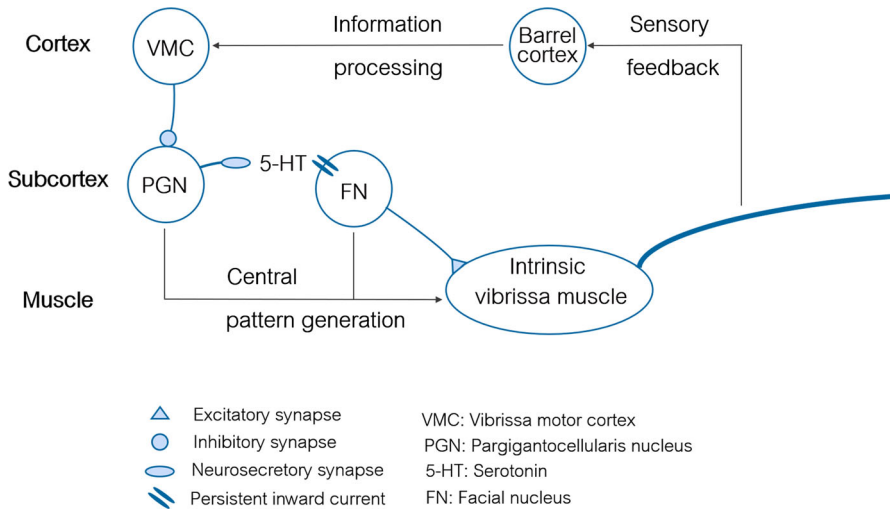 Cortex
VMC
Information
processing
Barrel
cortex
Sensory
feedback
Subcortex
PGN
5-HT
FN
Muscle
Central
pattern generation
Intrinsic
vibrissa muscle
Excitatory synapse
Inhibitory synapse
Neurosecretory synapse
Persistent inward current
VMC: Vibrissa motor cortex
PGN: Pargigantocellularis nucleus
5-HT: Serotonin
FN: Facial nucleus